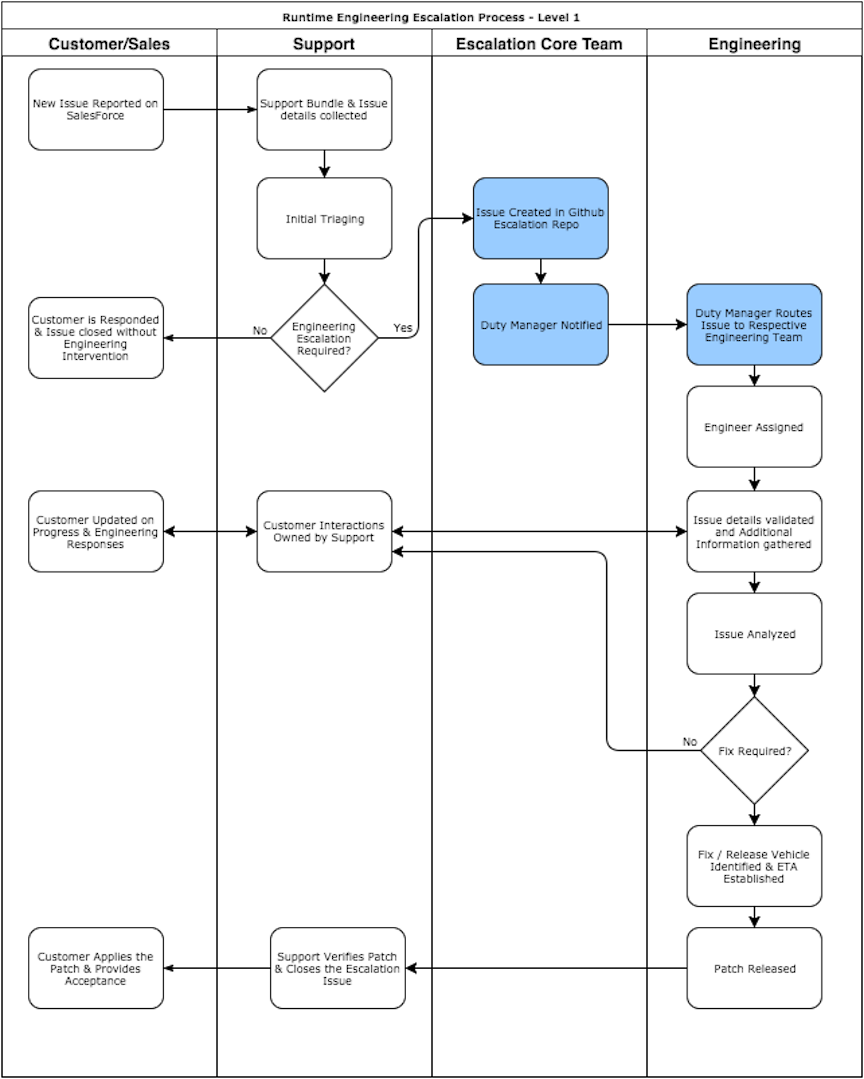 Runtime Engineering Escalation Process - Level 1
Customer/Sales
Support
Escalation Core Team
Engineering
New Issue Reported on
SalesForce
Support Bundle & Issue
details collected
Initial Triaging
Issue Created in Github
Escalation Repo
Engineering
Escalation
Required?
No
Yes
Customer is Responded
& Issue closed without
Engineering
Intervention
Duty Manager Notified
Duty Manager Routes
Issue to Respective
Engineering Team
Engineer Assigned
Customer Updated on
Progress & Engineering
Responses
Customer Interactions
Owned by Support
Issue details validated
and Additional
Information gathered
Issue Analyzed
No
Fix Required?
Fix / Release Vehicle
Identified & ETA
Established
Customer Applies the
Patch & Provides
Acceptance
Support Verifies Patch
& Closes the Escalation
Issue
Patch Released